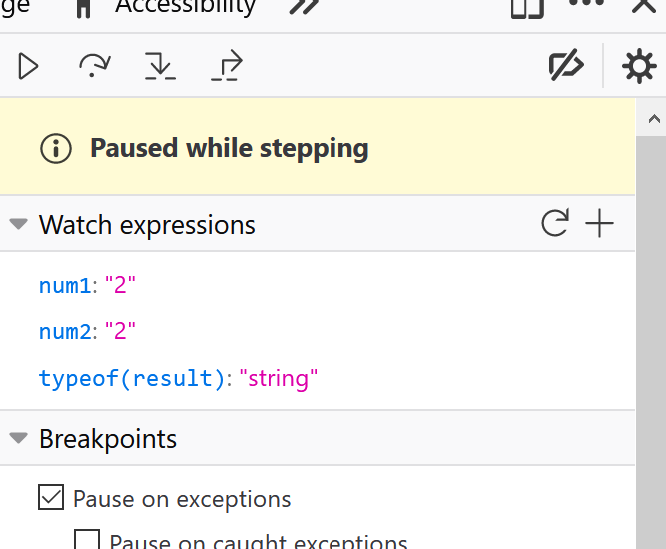 ge Accessibility
Paused while stepping
Watch expressions
num1: "2"
num2: "2"
typeof(result): "string"
Breakpoints
Pause on exceptions
Pause on caught exceptions